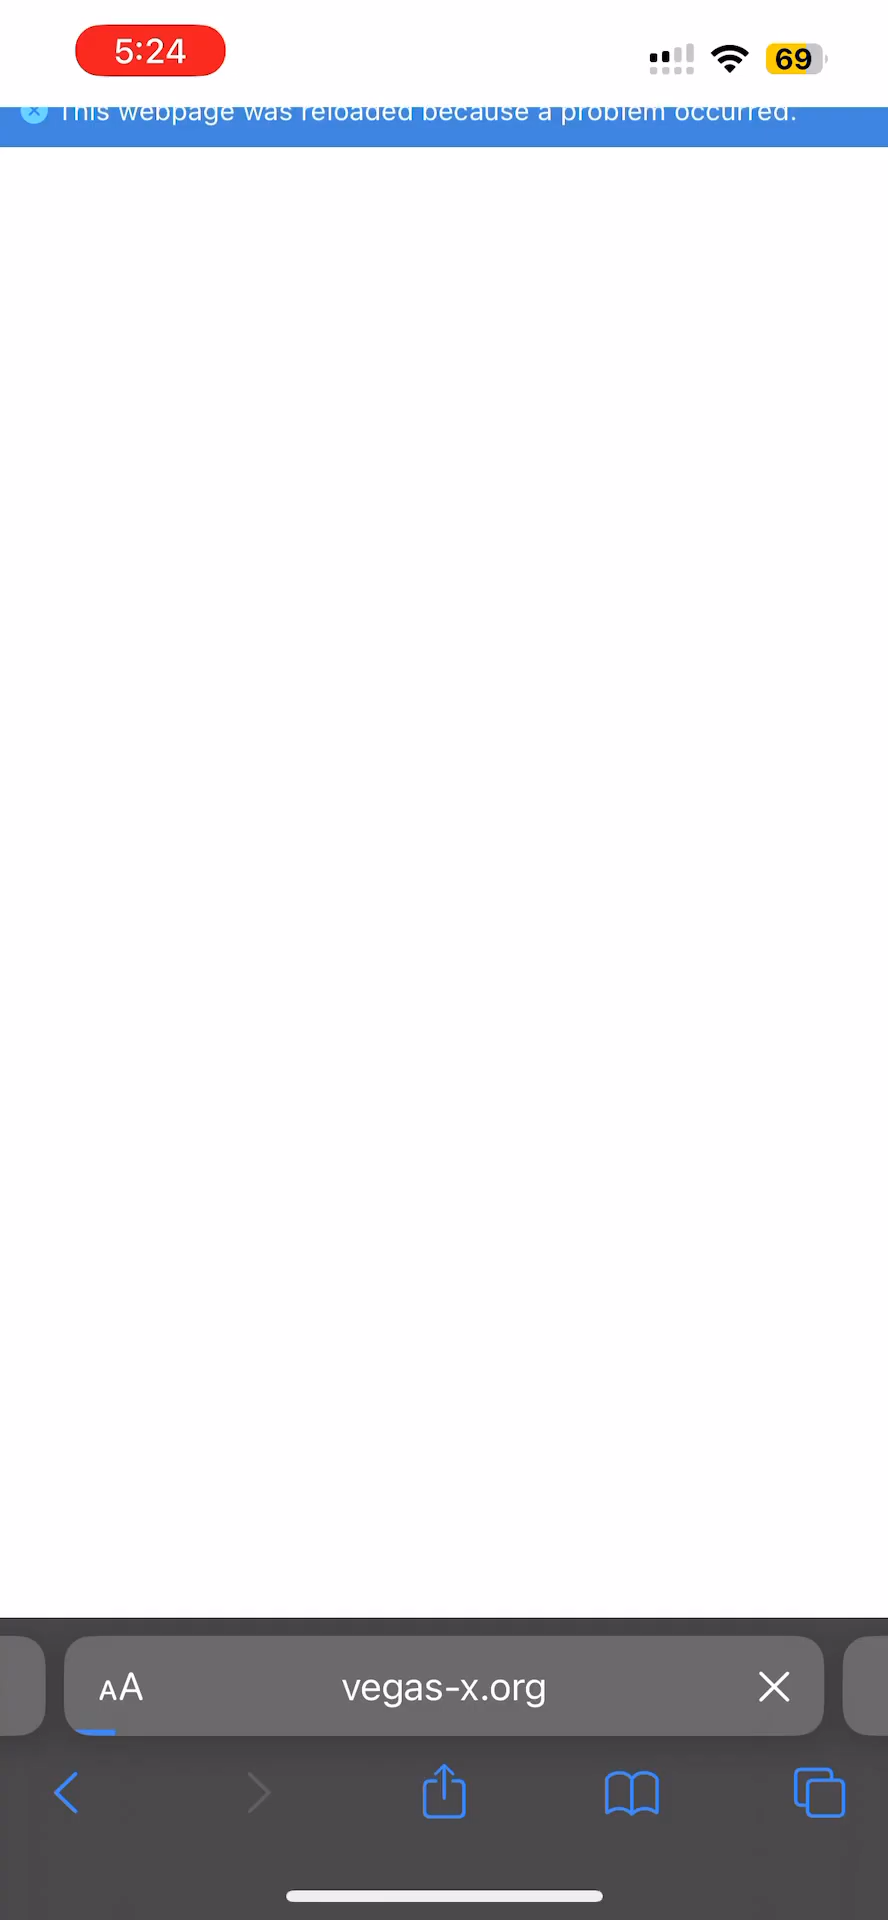 5:24
69
This webpage was reloaded because a problem occurred.
AA
vegas-x.org